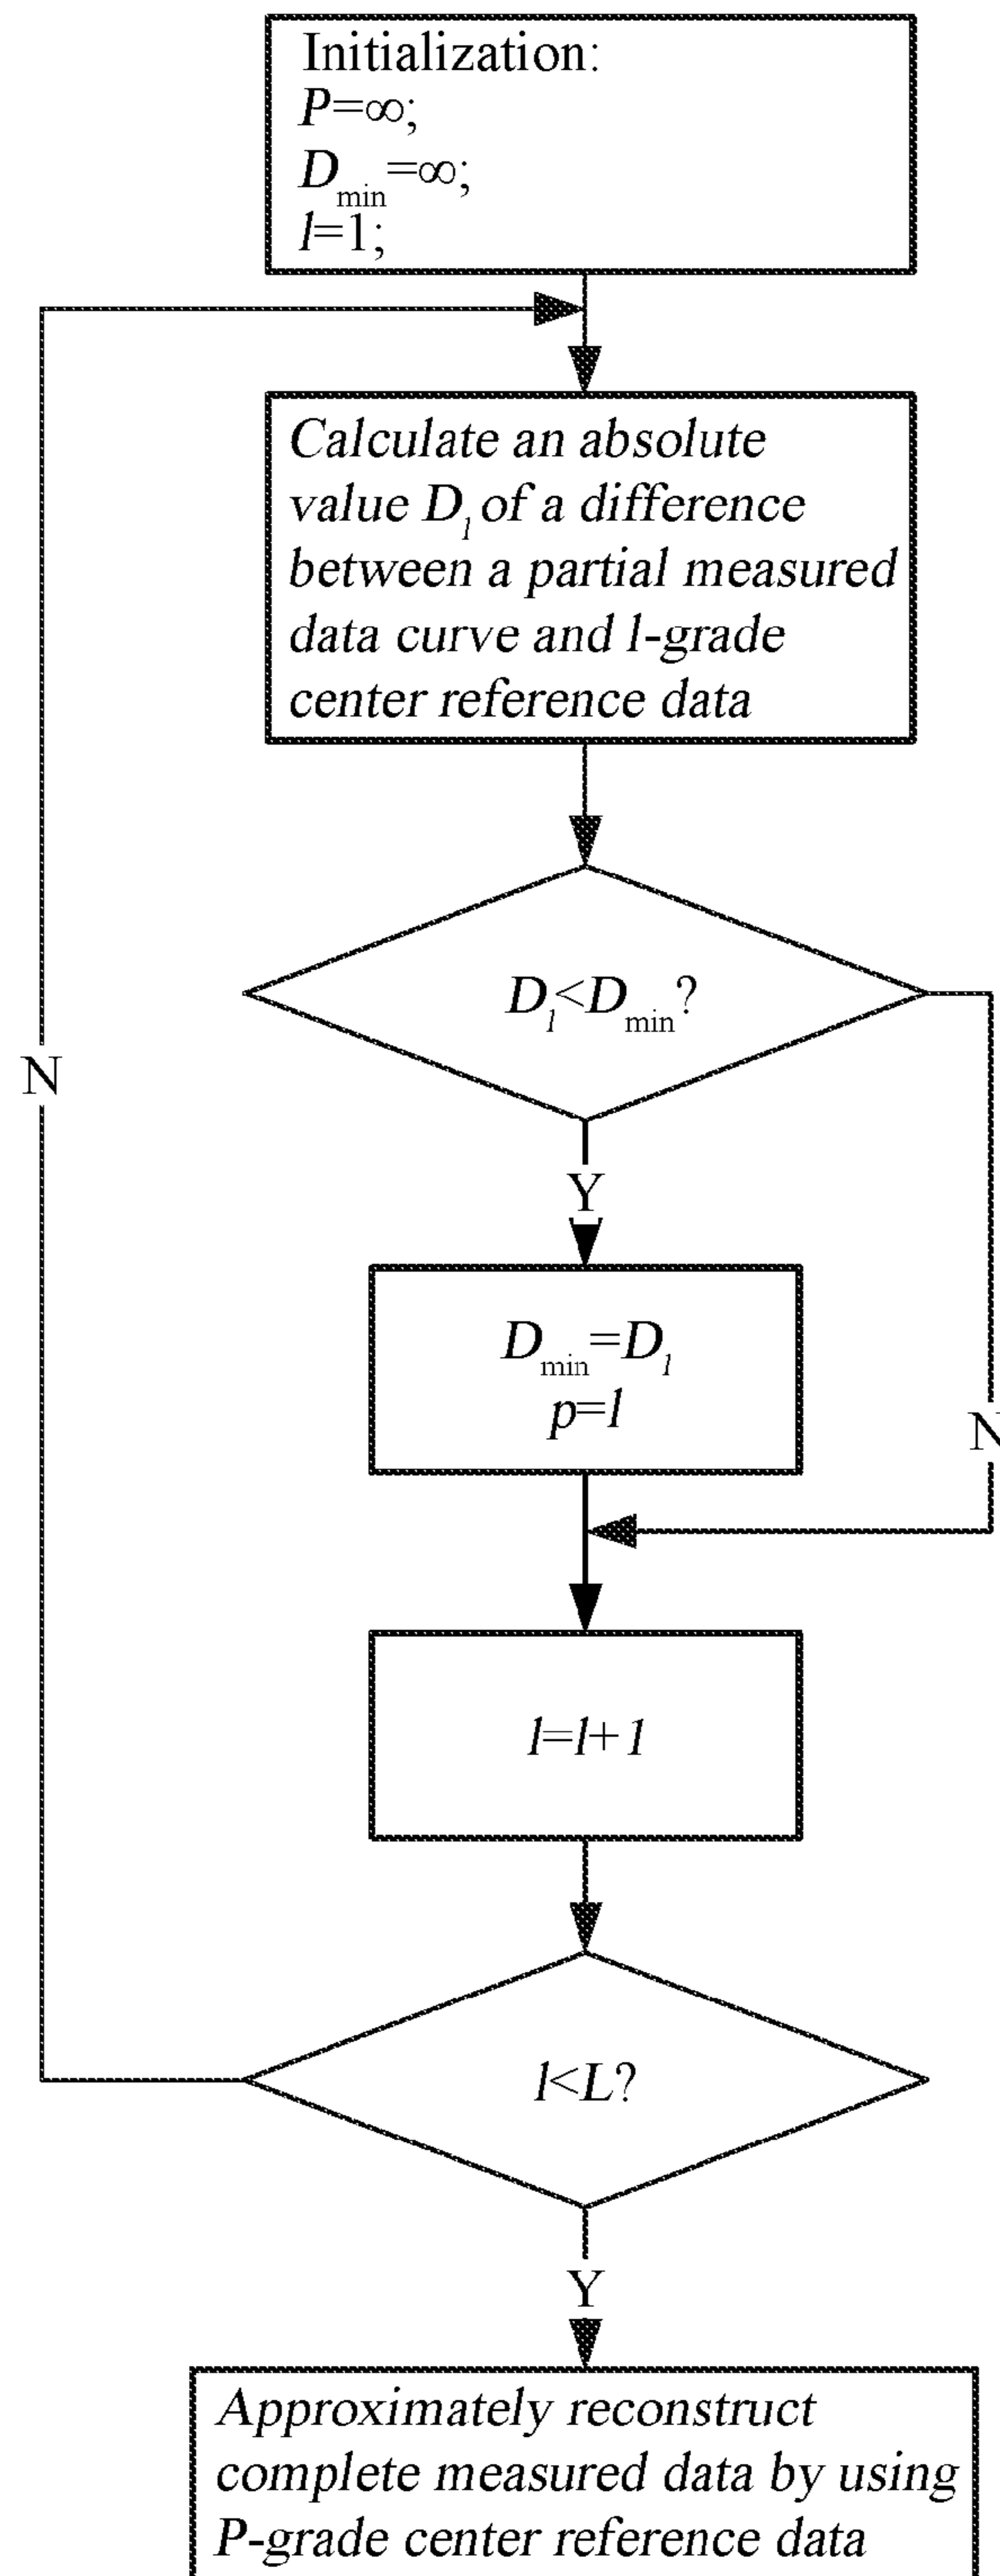 Initialization:
P=∞;
Dmin=∞;
l=1;
Calculate an absolute
value Dl of a difference
between a partial measured
data curve and l-grade
center reference data
Dl<Dmin?
N
Y
Dmin=Dl
p=l
N
l=l+1
l<L?
Y
Approximately reconstruct
complete measured data by using
P-grade center reference data